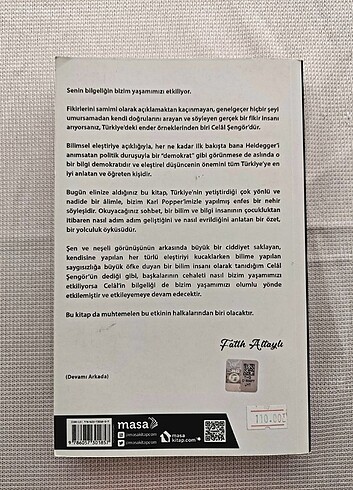 Senin bilgeliğin bizim yaşamımızı etkiliyor.
Fikirlerini samimi olarak açıklamaktan kaçınmayan, genelgeçer hiçbir şeyi
umursamadan kendi doğrularını arayan ve söyleyen gerçek bir fikir insanı
arıyorsanız, Türkiye'deki ender örneklerinden biri Celâl Şengör'dür.
Bilimsel eleştiriye açıklığıyla, her ne kadar ilk bakışta bana Heidegger'i
anımsatan politik duruşuyla bir "demokrat" gibi görünmese de aslında o
bir bilgi demokratıdır ve eleştirel düşüncenin önemini tüm Türkiye'ye en
iyi anlatan ve öğreten kişidir.
Bugün elinize aldığınız bu kitap, Türkiye'nin yetiştirdiği çok yönlü ve
nadide bir âlimle, bizim Karl Popper'imizle yapılmış enfes bir nehir
söyleşidir. Okuyacağınız sohbet, bir bilim ve bilgi insanının çocukluktan
itibaren nasıl adım adım geliştiğini ve nasıl evrildiğini anlatan bir özet,
bir yolculuk öyküsüdür.
Şen ve neşeli görünüşünün arkasında büyük bir ciddiyet saklayan,
kendisine yapılan her türlü eleştiriyi kucaklarken bilime yapılan
saygısızlığa büyük öfke duyan bir bilim insanı olarak tanıdığım Celâl
Şengör'ün dediği gibi, başkalarının cehaleti nasıl bizim yaşamımızı
etkiliyorsa Celâl'in bilgeliği de bizim yaşamımızı olumlu yönde
etkilemiştir ve etkileyemeye devam edecektir.
Bu kitap da muhtemelen bu etkinin halkalarından biri olacaktır.
Fatih Altaylı
(Devamı Arkada)
masa
masa
kitap.com
9786057301857
110.00